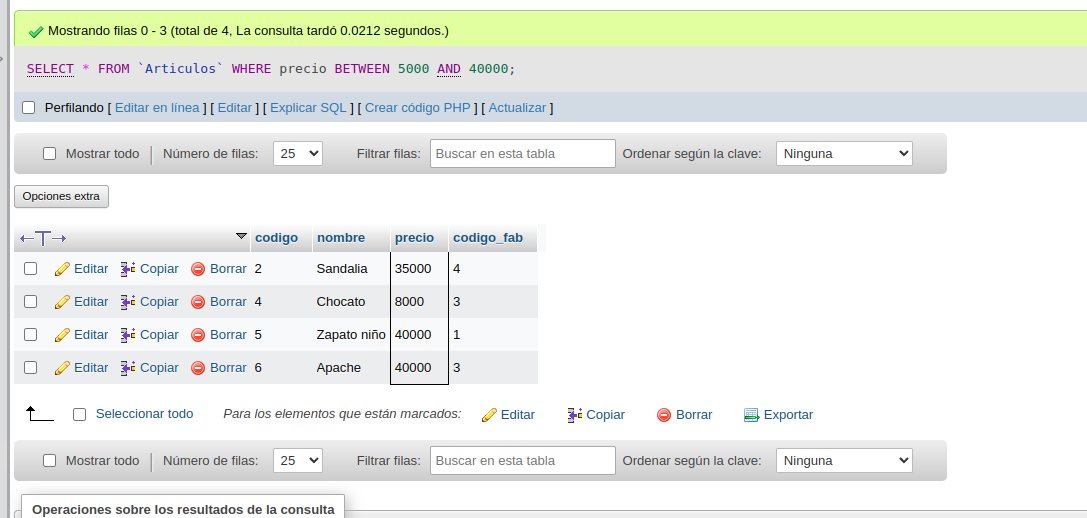 Mostrando filas 0 - 3 (total de 4, La consulta tardó 0.0212 segundos.)
SELECT * FROM `Articulos` WHERE precio BETWEEN 5000 AND 40000;
Perfilando [ Editar en línea ] [ Editar ] [ Explicar SQL ] [ Crear código PHP ] [ Actualizar ]
Mostrar todo Número de filas: 25 Filtrar filas: Buscar en esta tabla Ordenar según la clave: Ninguna
Opciones extra
codigo nombre precio codigo_fab
Editar Copiar Borrar 2 Sandalia 35000 4
Editar Copiar Borrar 4 Chocato 8000 3
Editar Copiar Borrar 5 Zapato niño 40000 1
Editar Copiar Borrar 6 Apache 40000 3
Seleccionar todo Para los elementos que están marcados: Editar Copiar Borrar Exportar
Mostrar todo Número de filas: 25 Filtrar filas: Buscar en esta tabla Ordenar según la clave: Ninguna
Operaciones sobre los resultados de la consulta